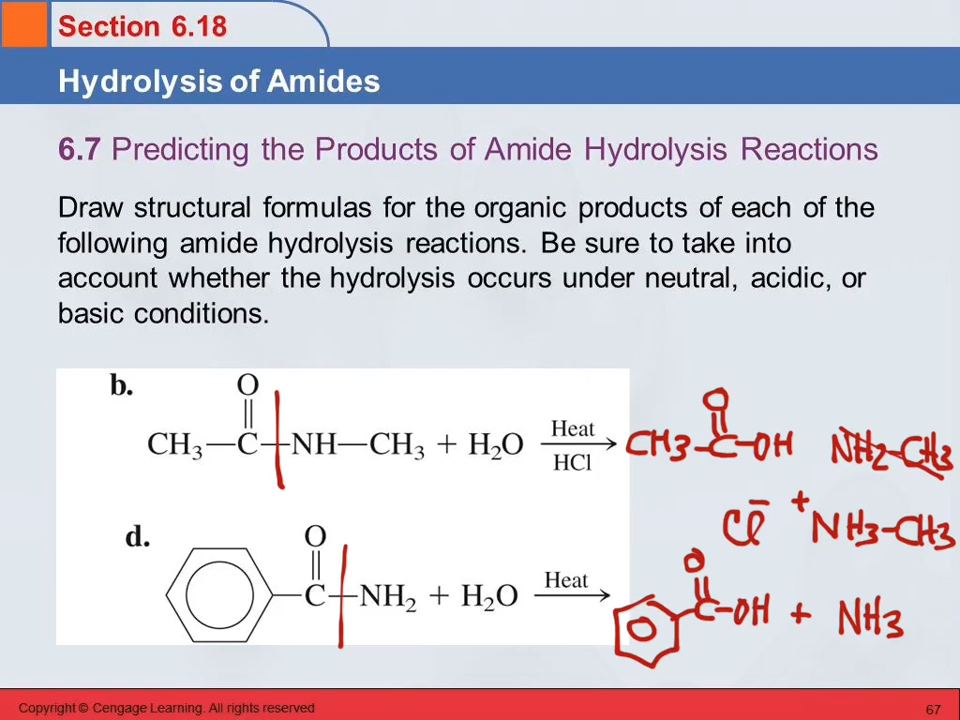 Section 6.18
Hydrolysis of Amides
6.7 Predicting the Products of Amide Hydrolysis Reactions
Draw structural formulas for the organic products of each of the
following amide hydrolysis reactions. Be sure to take into
account whether the hydrolysis occurs under neutral, acidic, or
basic conditions.
b.
O
CH₃—C—NH—CH₃ + H₂O
Heat
HCl
O
CH3-C-OH NH2-CH3
Cl⁻ ⁺NH3-CH3
d.
O
C—NH₂ + H₂O
Heat
O
C-OH + NH3
Copyright © Cengage Learning. All rights reserved
67